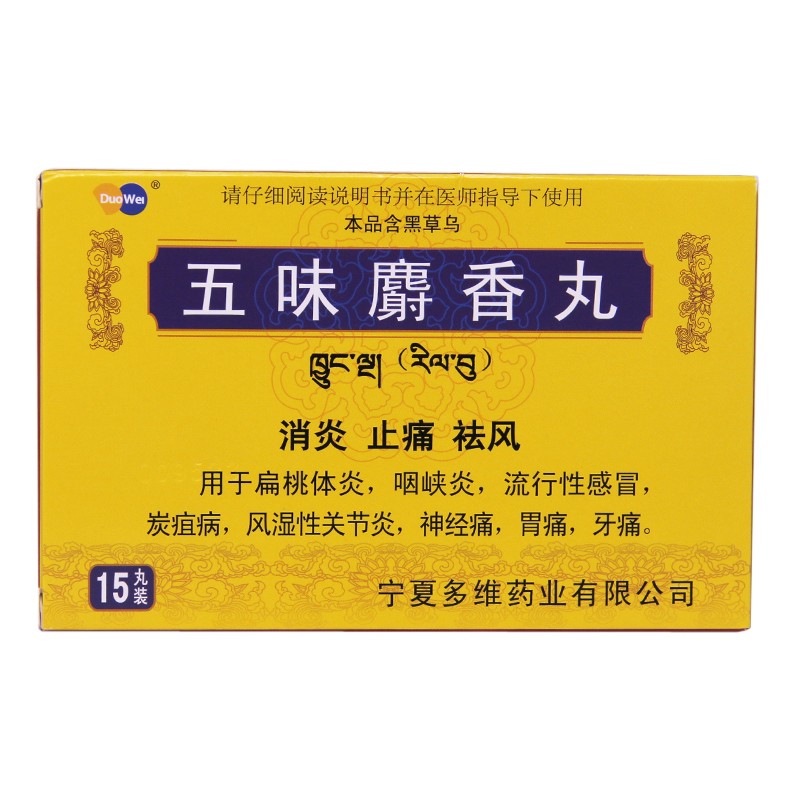 DuoWei®
请仔细阅读说明书并在医师指导下使用
本品含黑草乌
五味麝香丸
ཁྱུང་ལྔ། (རིལ་བུ)
消炎 止痛 祛风
用于扁桃体炎，咽峡炎，流行性感冒，
炭疽病，风湿性关节炎，神经痛，胃痛，牙痛。
15丸装
宁夏多维药业有限公司